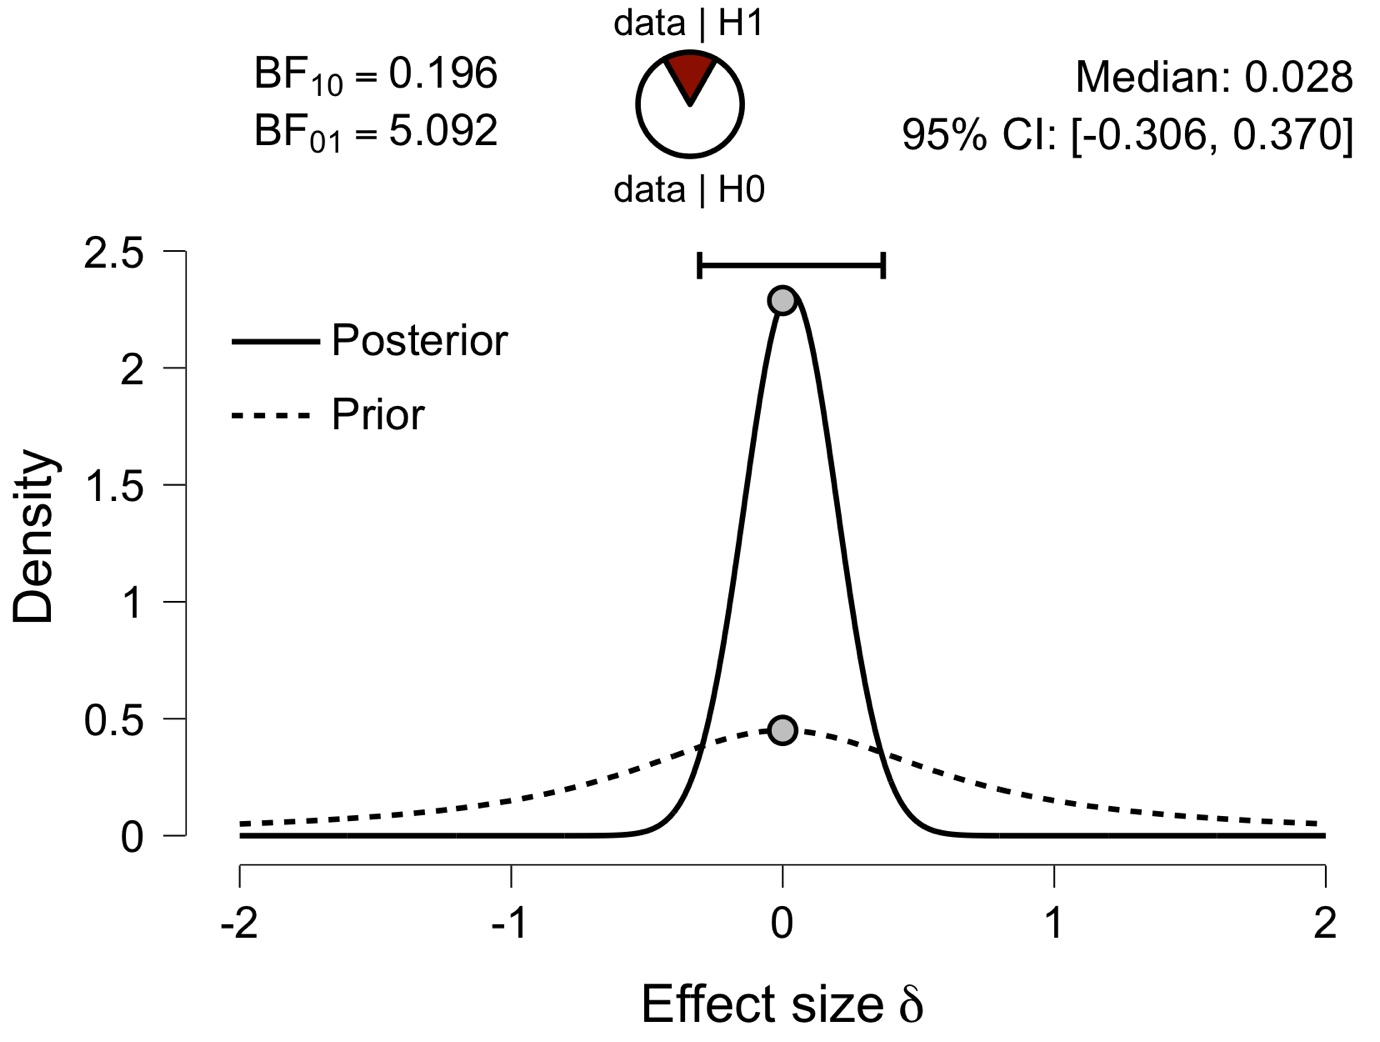 data | H1
BF₁₀ = 0.196
BF₀₁ = 5.092
Median: 0.028
95% CI: [-0.306, 0.370]
data | H0
2.5
2
1.5
1
0.5
0
Density
Posterior
Prior
-2 -1 0 1 2
Effect size δ